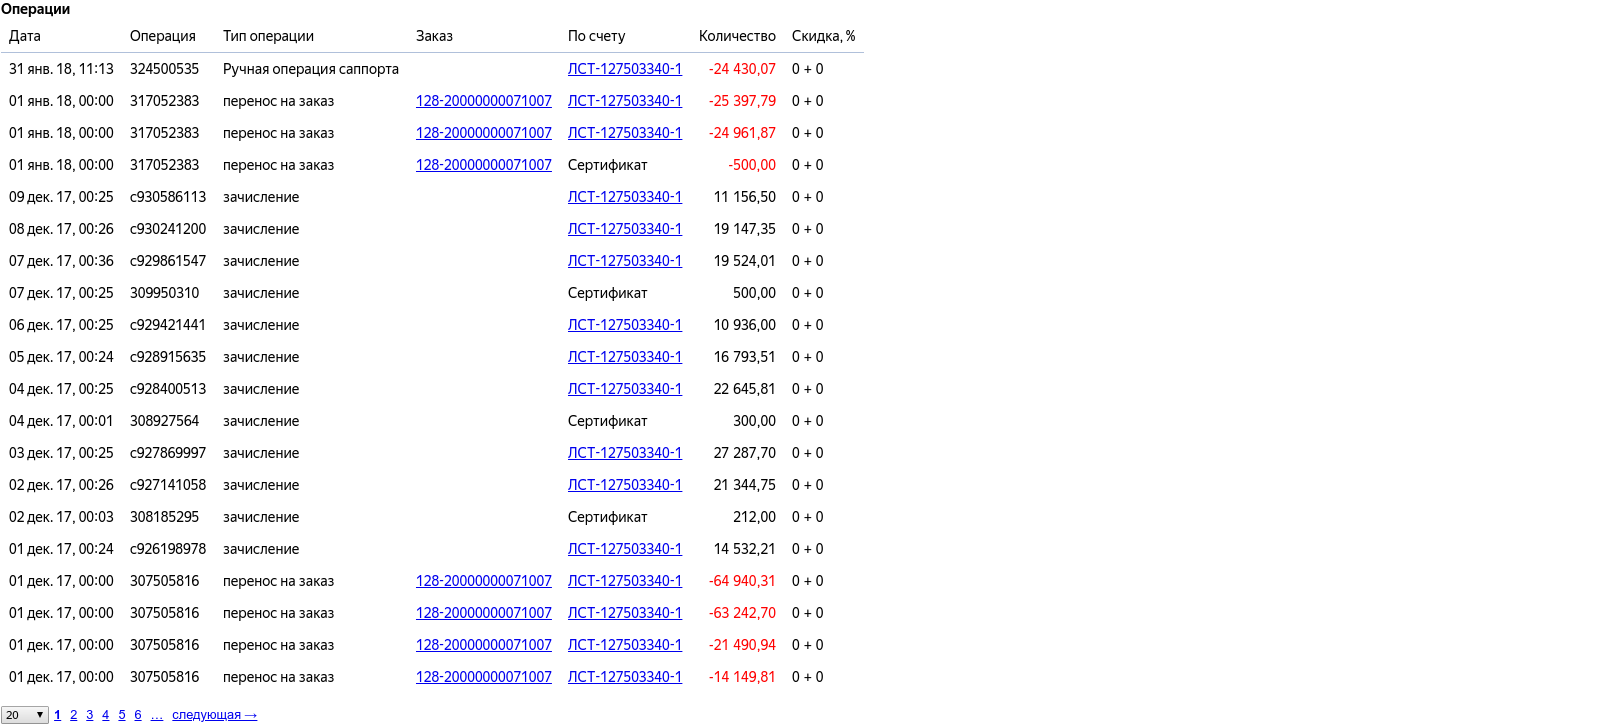 Операции
Дата Операция Тип операции Заказ По счету Количество Скидка, %
31 янв. 18, 11:13 324500535 Ручная операция саппорта ЛСТ-127503340-1 -24 430,07 0 + 0
01 янв. 18, 00:00 317052383 перенос на заказ 128-20000000071007 ЛСТ-127503340-1 -25 397,79 0 + 0
01 янв. 18, 00:00 317052383 перенос на заказ 128-20000000071007 ЛСТ-127503340-1 -24 961,87 0 + 0
01 янв. 18, 00:00 317052383 перенос на заказ 128-20000000071007 Сертификат -500,00 0 + 0
09 дек. 17, 00:25 c930586113 зачисление ЛСТ-127503340-1 11 156,50 0 + 0
08 дек. 17, 00:26 c930241200 зачисление ЛСТ-127503340-1 19 147,35 0 + 0
07 дек. 17, 00:36 c929861547 зачисление ЛСТ-127503340-1 19 524,01 0 + 0
07 дек. 17, 00:25 309950310 зачисление Сертификат 500,00 0 + 0
06 дек. 17, 00:25 c929421441 зачисление ЛСТ-127503340-1 10 936,00 0 + 0
05 дек. 17, 00:24 c928915635 зачисление ЛСТ-127503340-1 16 793,51 0 + 0
04 дек. 17, 00:25 c928400513 зачисление ЛСТ-127503340-1 22 645,81 0 + 0
04 дек. 17, 00:01 308927564 зачисление Сертификат 300,00 0 + 0
03 дек. 17, 00:25 c927869997 зачисление ЛСТ-127503340-1 27 287,70 0 + 0
02 дек. 17, 00:26 c927141058 зачисление ЛСТ-127503340-1 21 344,75 0 + 0
02 дек. 17, 00:03 308185295 зачисление Сертификат 212,00 0 + 0
01 дек. 17, 00:24 c926198978 зачисление ЛСТ-127503340-1 14 532,21 0 + 0
01 дек. 17, 00:00 307505816 перенос на заказ 128-20000000071007 ЛСТ-127503340-1 -64 940,31 0 + 0
01 дек. 17, 00:00 307505816 перенос на заказ 128-20000000071007 ЛСТ-127503340-1 -63 242,70 0 + 0
01 дек. 17, 00:00 307505816 перенос на заказ 128-20000000071007 ЛСТ-127503340-1 -21 490,94 0 + 0
01 дек. 17, 00:00 307505816 перенос на заказ 128-20000000071007 ЛСТ-127503340-1 -14 149,81 0 + 0
20 ▼ 1 2 3 4 5 6 ... следующая →